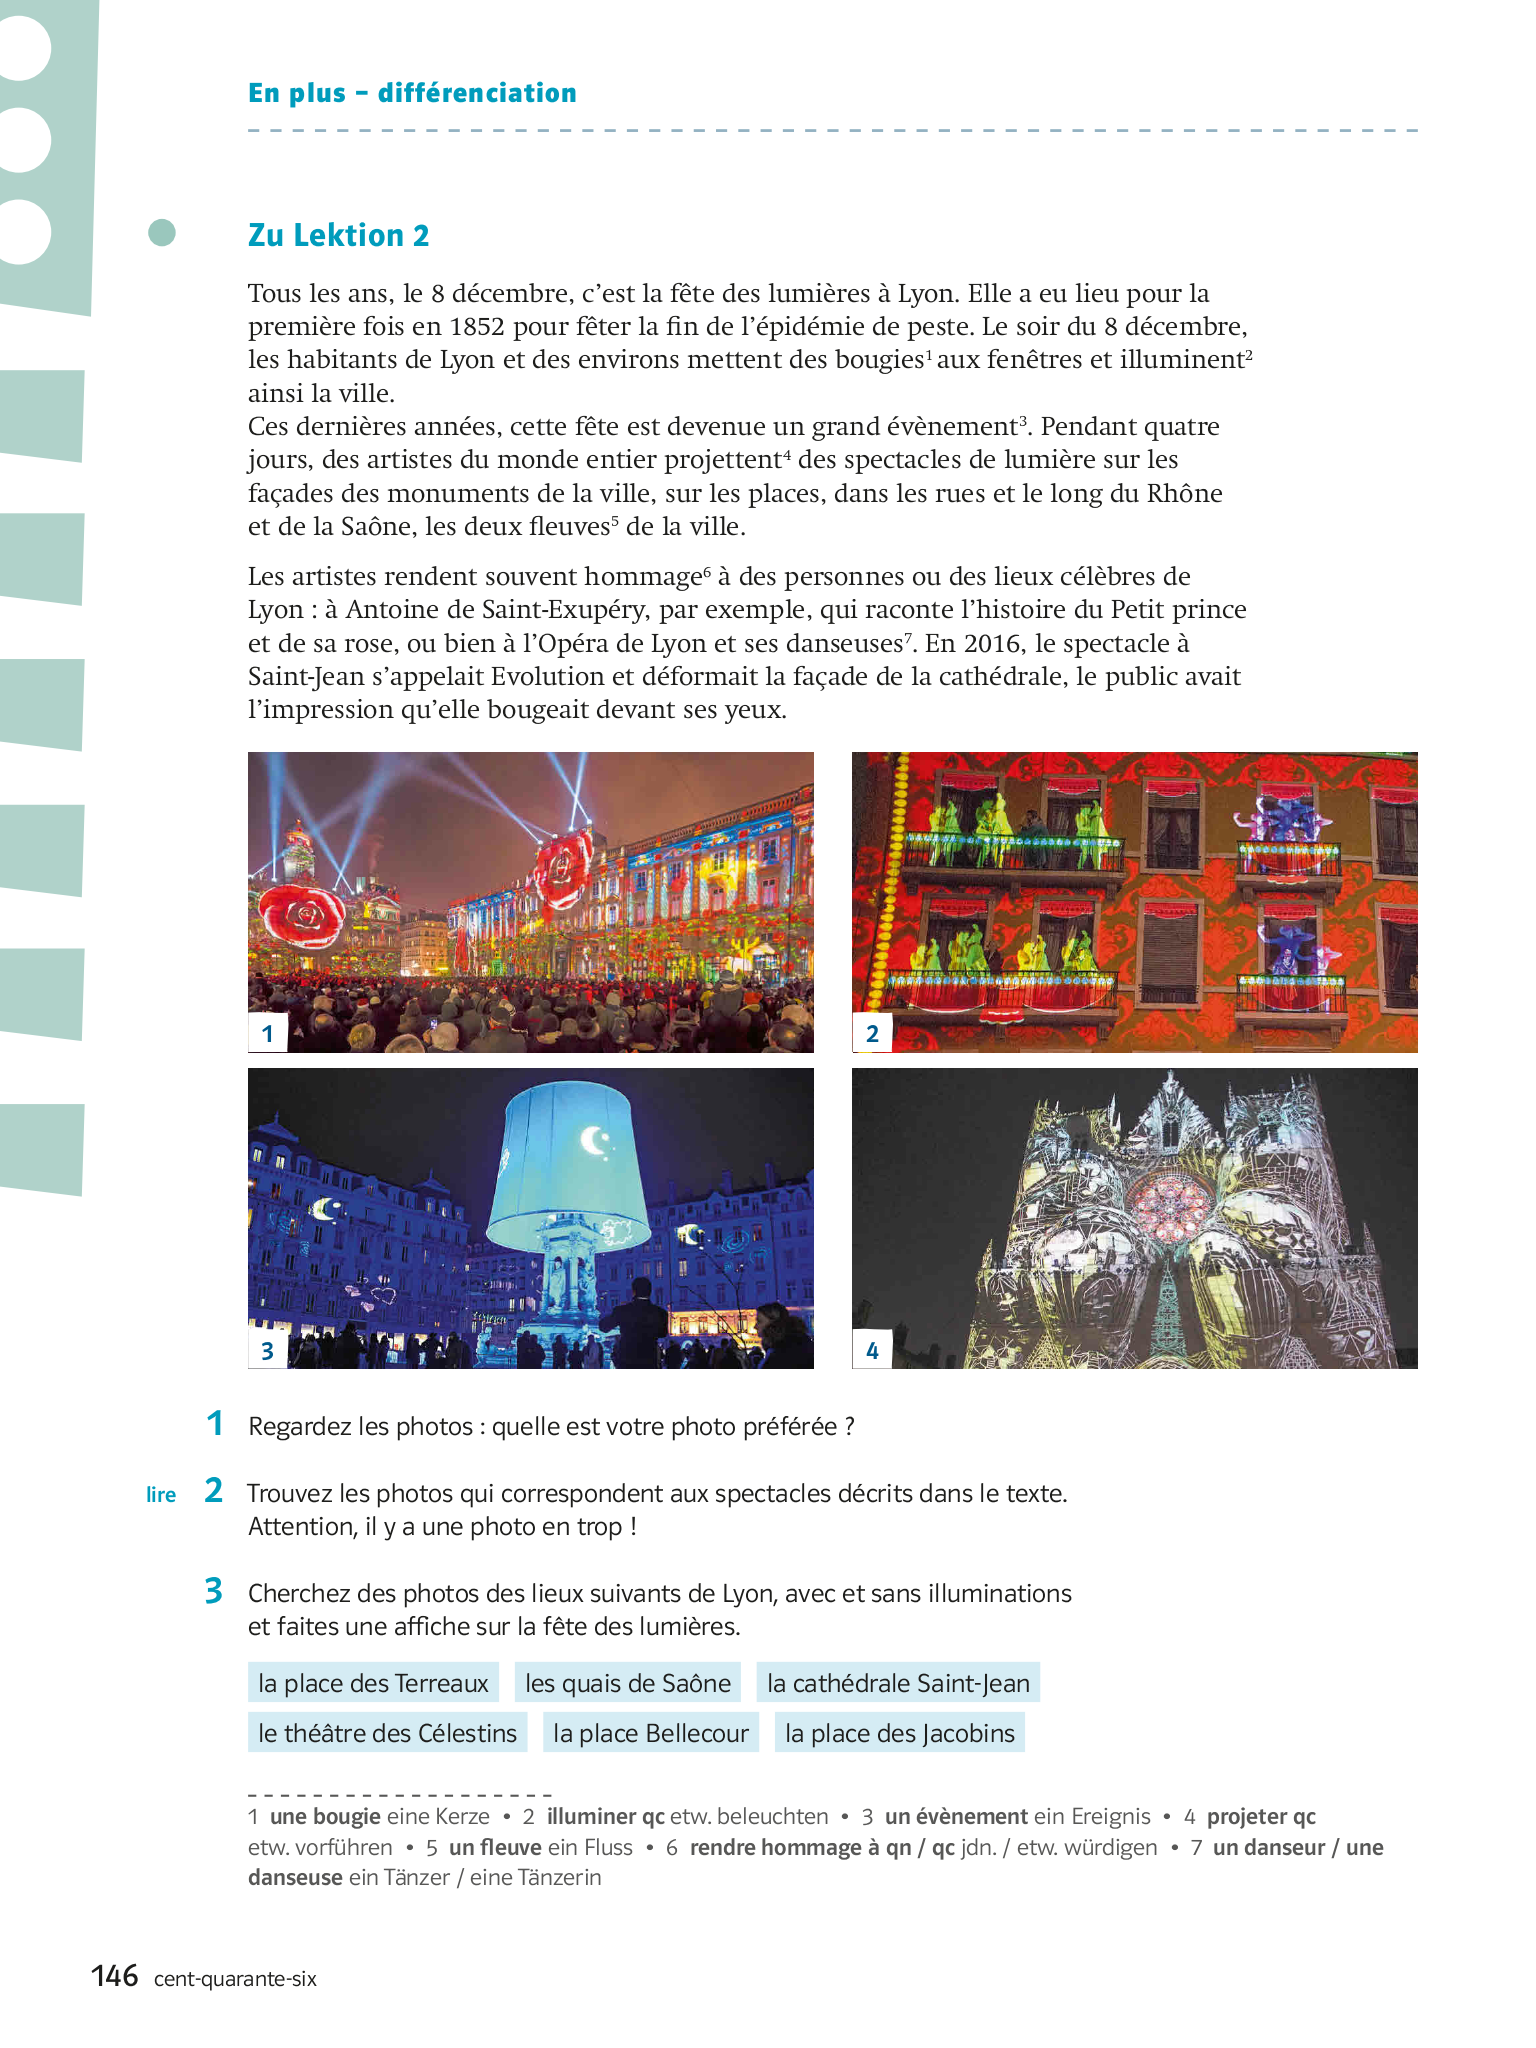 En plus – différenciation
Zu Lektion 2
Tous les ans, le 8 décembre, c’est la fête des lumières à Lyon. Elle a eu lieu pour la
première fois en 1852 pour fêter la fin de l’épidémie de peste. Le soir du 8 décembre,
les habitants de Lyon et des environs mettent des bougies¹ aux fenêtres et illuminent²
ainsi la ville.
Ces dernières années, cette fête est devenue un grand évènement³. Pendant quatre
jours, des artistes du monde entier projettent⁴ des spectacles de lumière sur les
façades des monuments de la ville, sur les places, dans les rues et le long du Rhône
et de la Saône, les deux fleuves⁵ de la ville.
Les artistes rendent souvent hommage⁶ à des personnes ou des lieux célèbres de
Lyon : à Antoine de Saint-Exupéry, par exemple, qui raconte l’histoire du Petit prince
et de sa rose, ou bien à l’Opéra de Lyon et ses danseuses⁷. En 2016, le spectacle à
Saint-Jean s’appelait Evolution et déformait la façade de la cathédrale, le public avait
l’impression qu’elle bougeait devant ses yeux.
1
2
3
4
1 Regardez les photos : quelle est votre photo préférée ?
lire 2 Trouvez les photos qui correspondent aux spectacles décrits dans le texte.
Attention, il y a une photo en trop !
3 Cherchez des photos des lieux suivants de Lyon, avec et sans illuminations
et faites une affiche sur la fête des lumières.
la place des Terreaux les quais de Saône la cathédrale Saint-Jean
le théâtre des Célestins la place Bellecour la place des Jacobins
1 une bougie eine Kerze • 2 illuminer qc etw. beleuchten • 3 un évènement ein Ereignis • 4 projeter qc
etw. vorführen • 5 un fleuve ein Fluss • 6 rendre hommage à qn / qc jdn. / etw. würdigen • 7 un danseur / une
danseuse ein Tänzer / eine Tänzerin
146 cent-quarante-six